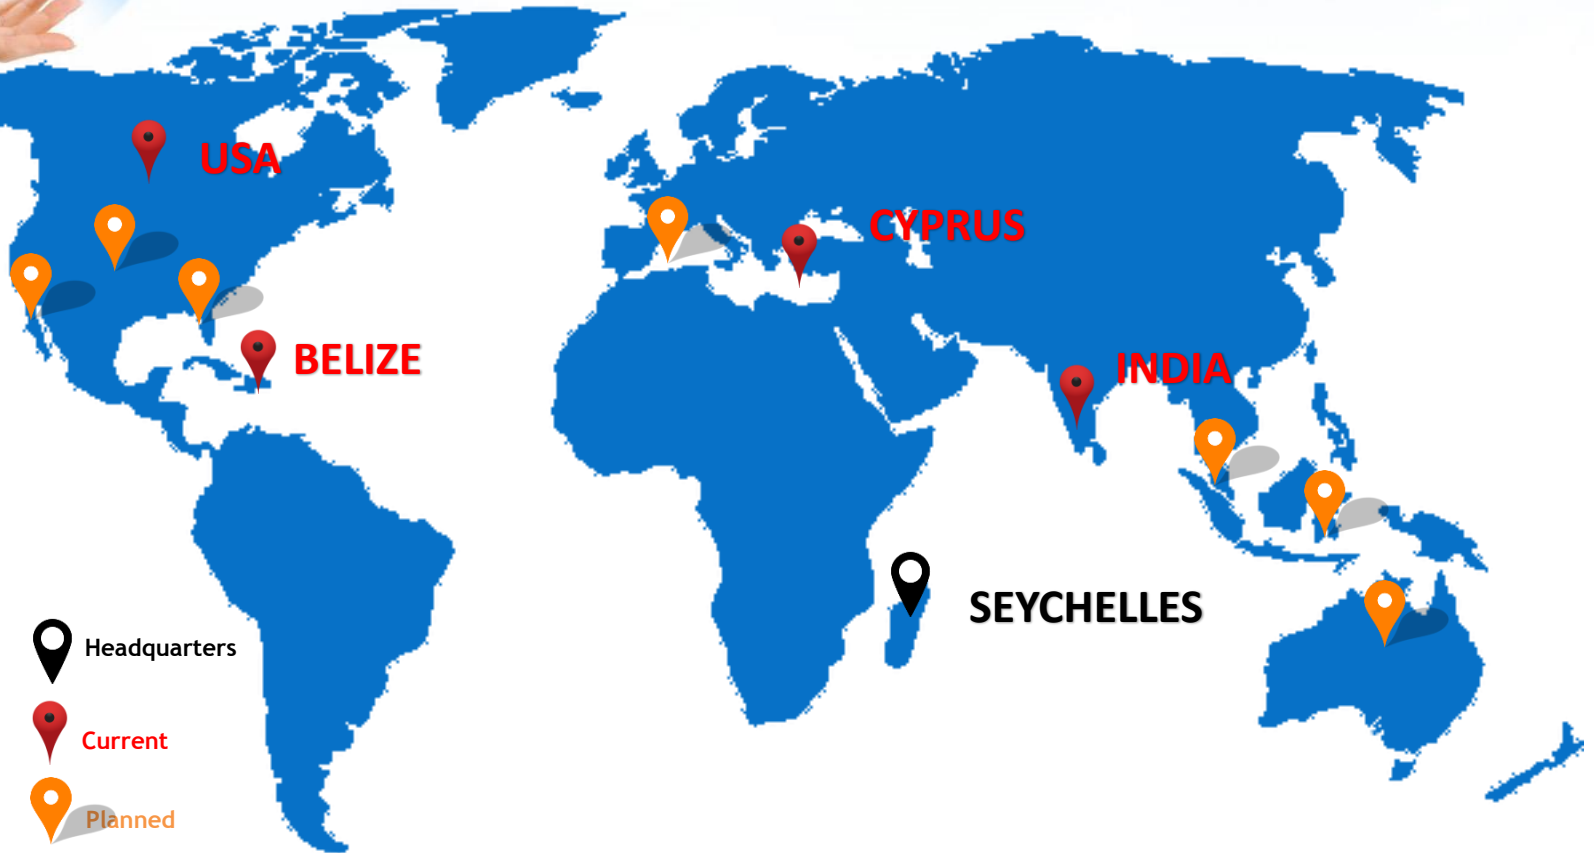 USA
CYPRUS
BELIZE
INDIA
SEYCHELLES
Headquarters
Current
Planned